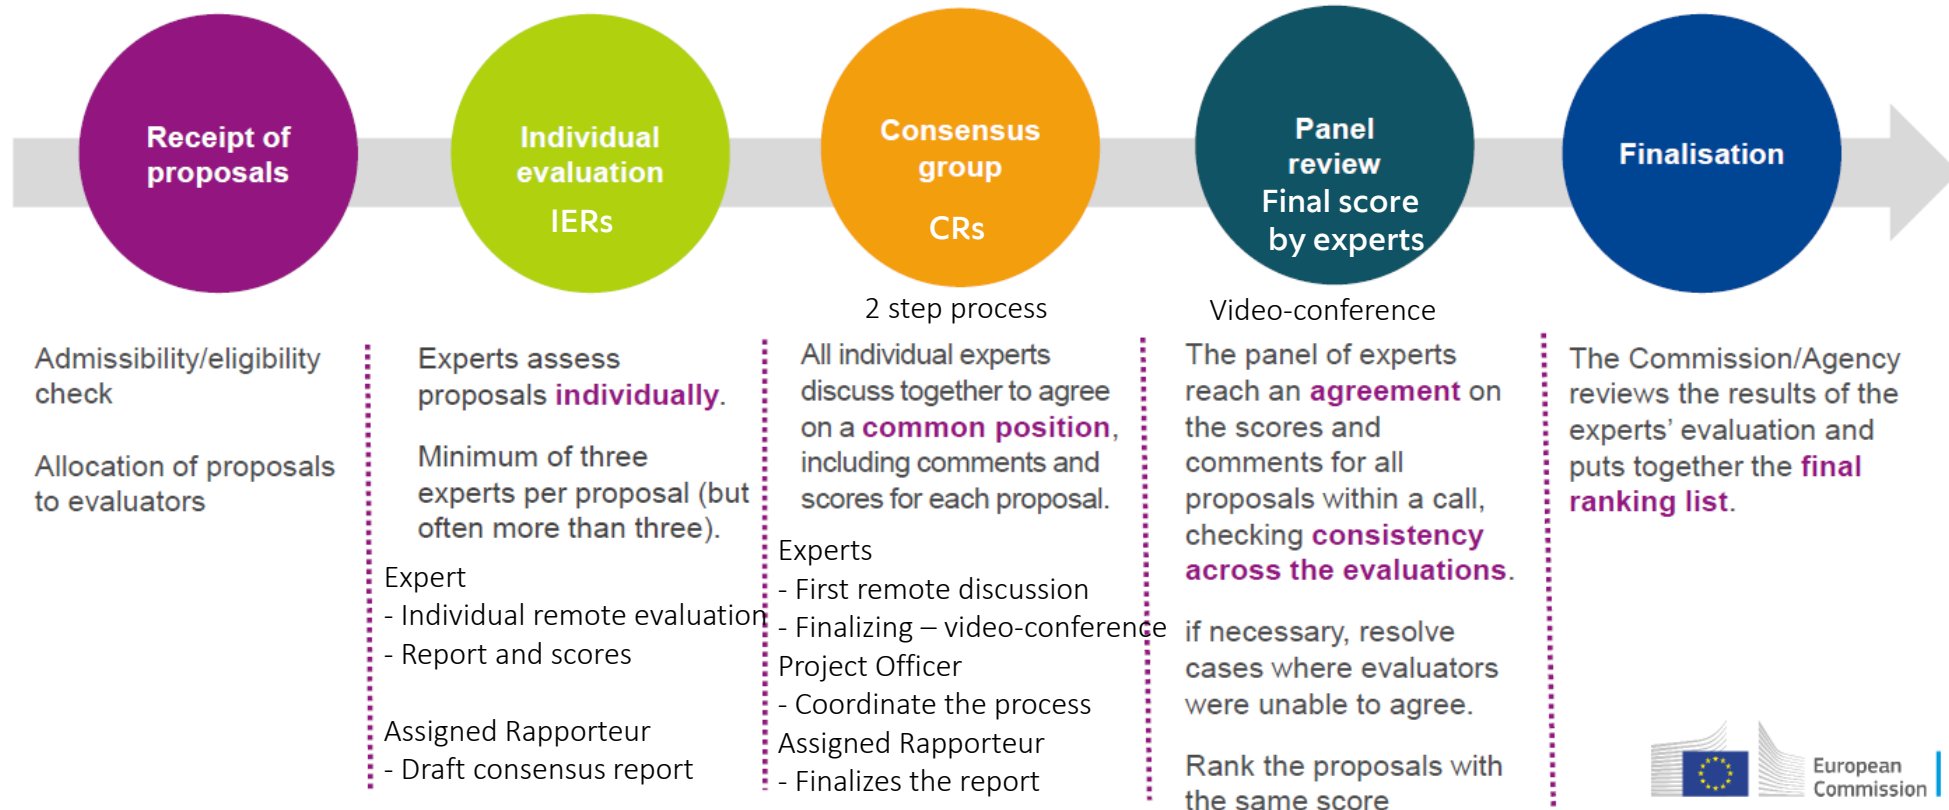 Receipt of
proposals
Individual
evaluation
IERs
Consensus
group
CRs
Panel
review
Final score
by experts
Finalisation
2 step process
Video-conference
Admissibility/eligibility
check
Allocation of proposals
to evaluators
Experts assess
proposals individually.
Minimum of three
experts per proposal (but
often more than three).
Expert
- Individual remote evaluation
- Report and scores
Assigned Rapporteur
- Draft consensus report
All individual experts
discuss together to agree
on a common position,
including comments and
scores for each proposal.
Experts
- First remote discussion
- Finalizing – video-conference
Project Officer
- Coordinate the process
Assigned Rapporteur
- Finalizes the report
The panel of experts
reach an agreement on
the scores and
comments for all
proposals within a call,
checking consistency
across the evaluations.
if necessary, resolve
cases where evaluators
were unable to agree.
Rank the proposals with
the same score
The Commission/Agency
reviews the results of the
experts' evaluation and
puts together the final
ranking list.
European
Commission